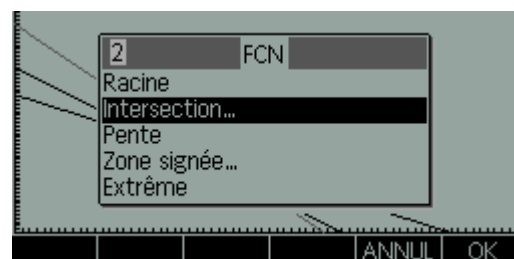 2 FCN
Racine
Intersection...
Pente
Zone signée...
Extrême
ANNUL OK